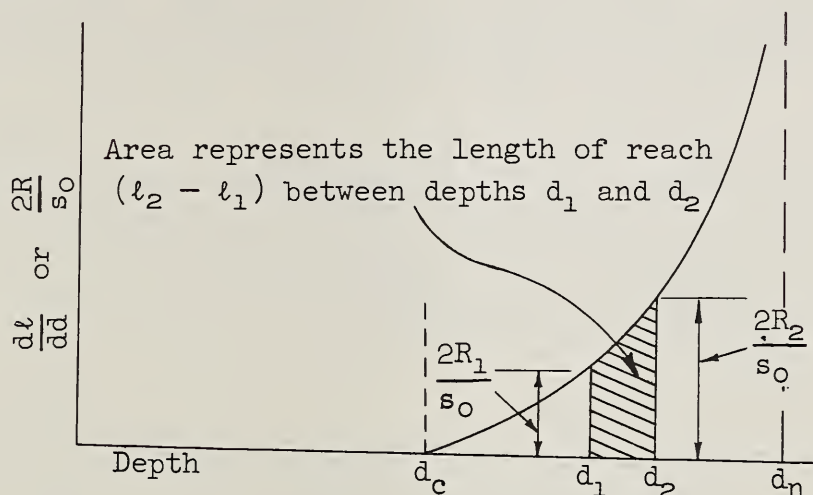 Area represents the length of reach
(ℓ₂ - ℓ₁) between depths d₁ and d₂
dℓ/dd or 2R/s₀
2R₁/s₀
2R₂/s₀
Depth
d_c
d₁
d₂
dₙ